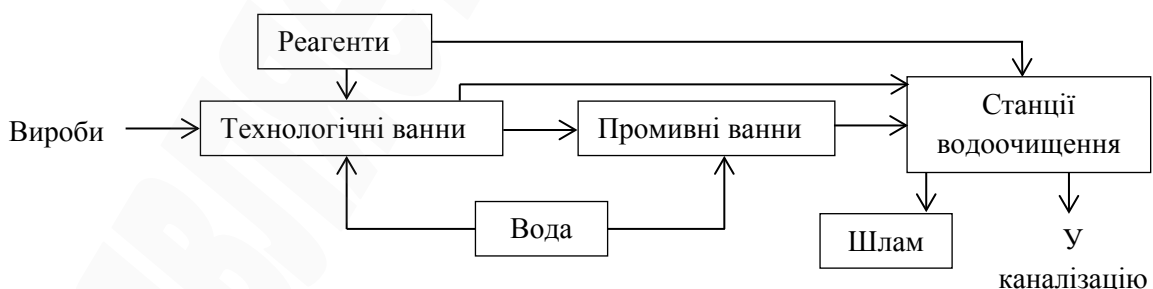 Реагенти
Станції
водоочищення
Вироби
Технологічні ванни
Промивні ванни
Вода
Шлам
У
каналізацію